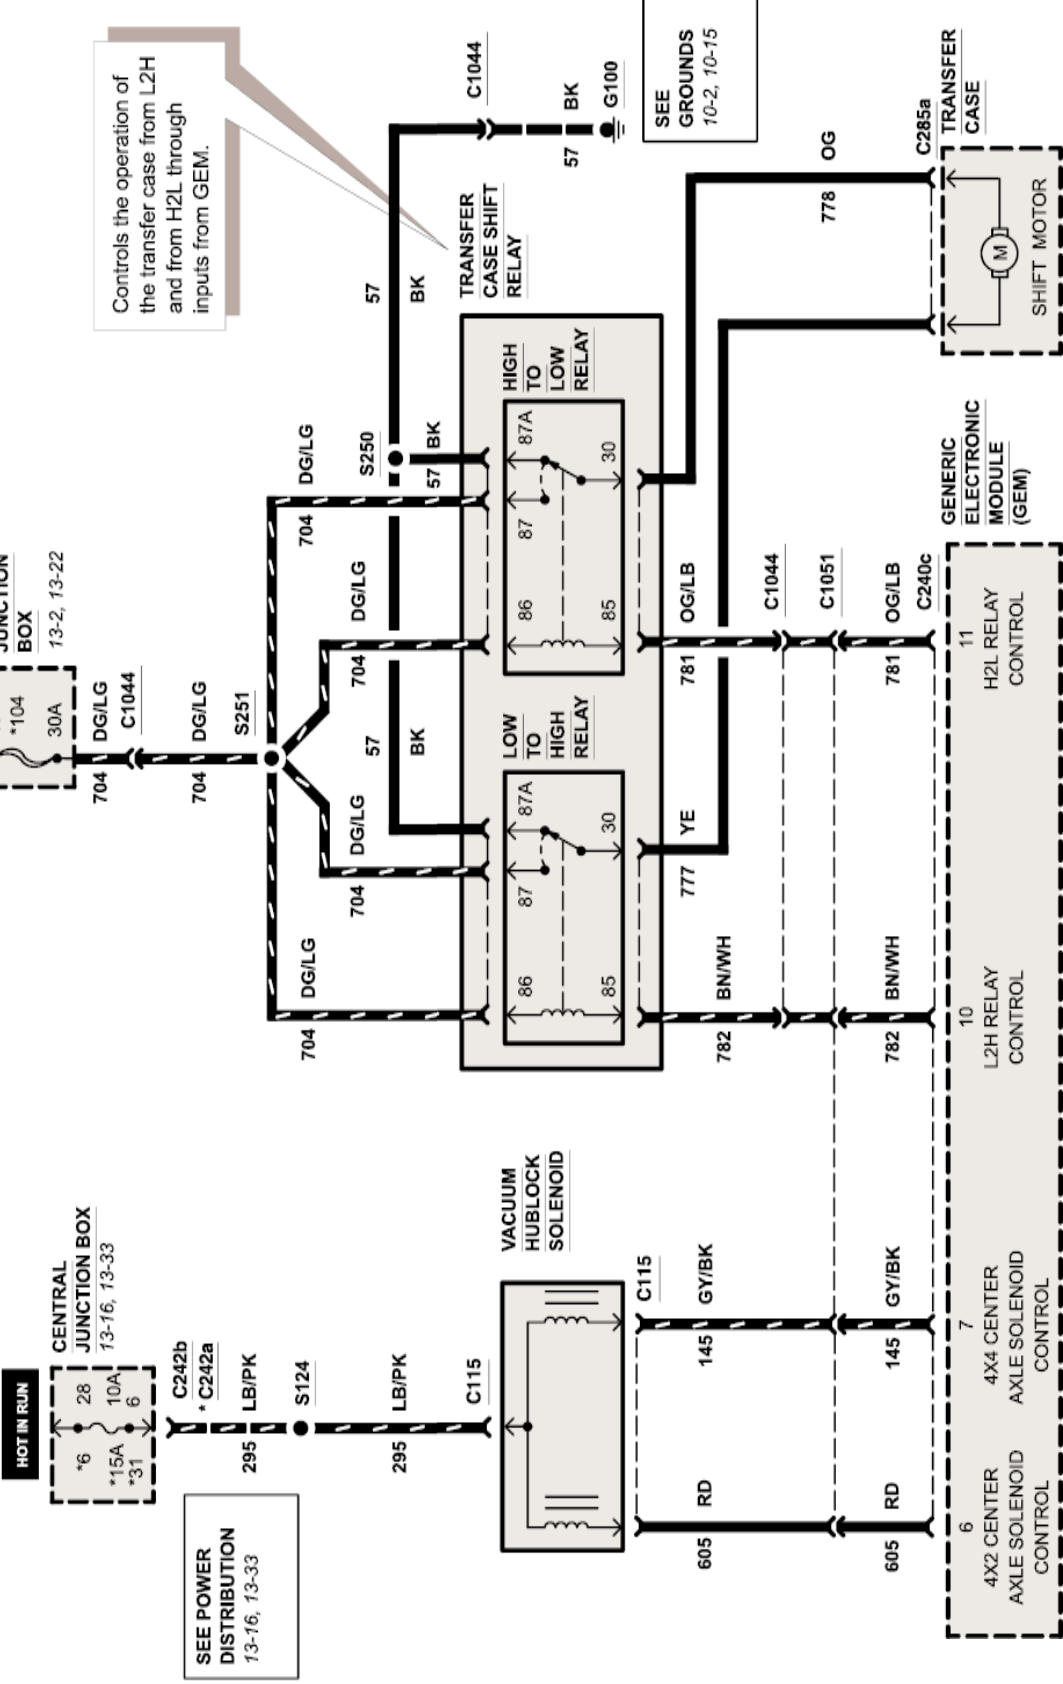 HOT IN RUN
CENTRAL
JUNCTION BOX
13-16, 13-33
*6
28
*15A
10A
*31
6
C242b
* C242a
SEE POWER
DISTRIBUTION
13-16, 13-33
295
LB/PK
S124
295
LB/PK
C115
VACUUM
HUBLOCK
SOLENOID
C115
605
RD
145
GY/BK
605
RD
145
GY/BK
BOX
13-2, 13-22
*104
30A
704
DG/LG
C1044
704
DG/LG
S251
704
DG/LG
704
DG/LG
704
DG/LG
704
DG/LG
57
BK
S250
57
BK
57
BK
C1044
57
BK
G100
SEE
GROUNDS
10-2, 10-15
Controls the operation of
the transfer case from L2H
and from H2L through
inputs from GEM.
TRANSFER
CASE SHIFT
RELAY
LOW
TO
HIGH
RELAY
86
87
87A
85
30
HIGH
TO
LOW
RELAY
86
87
87A
85
30
782
BN/WH
777
YE
781
OG/LB
778
OG
C1044
C1051
782
BN/WH
781
OG/LB
C240c
C285a
TRANSFER
CASE
M
SHIFT MOTOR
GENERIC
ELECTRONIC
MODULE
(GEM)
6
4X2 CENTER
AXLE SOLENOID
CONTROL
7
4X4 CENTER
AXLE SOLENOID
CONTROL
10
L2H RELAY
CONTROL
11
H2L RELAY
CONTROL